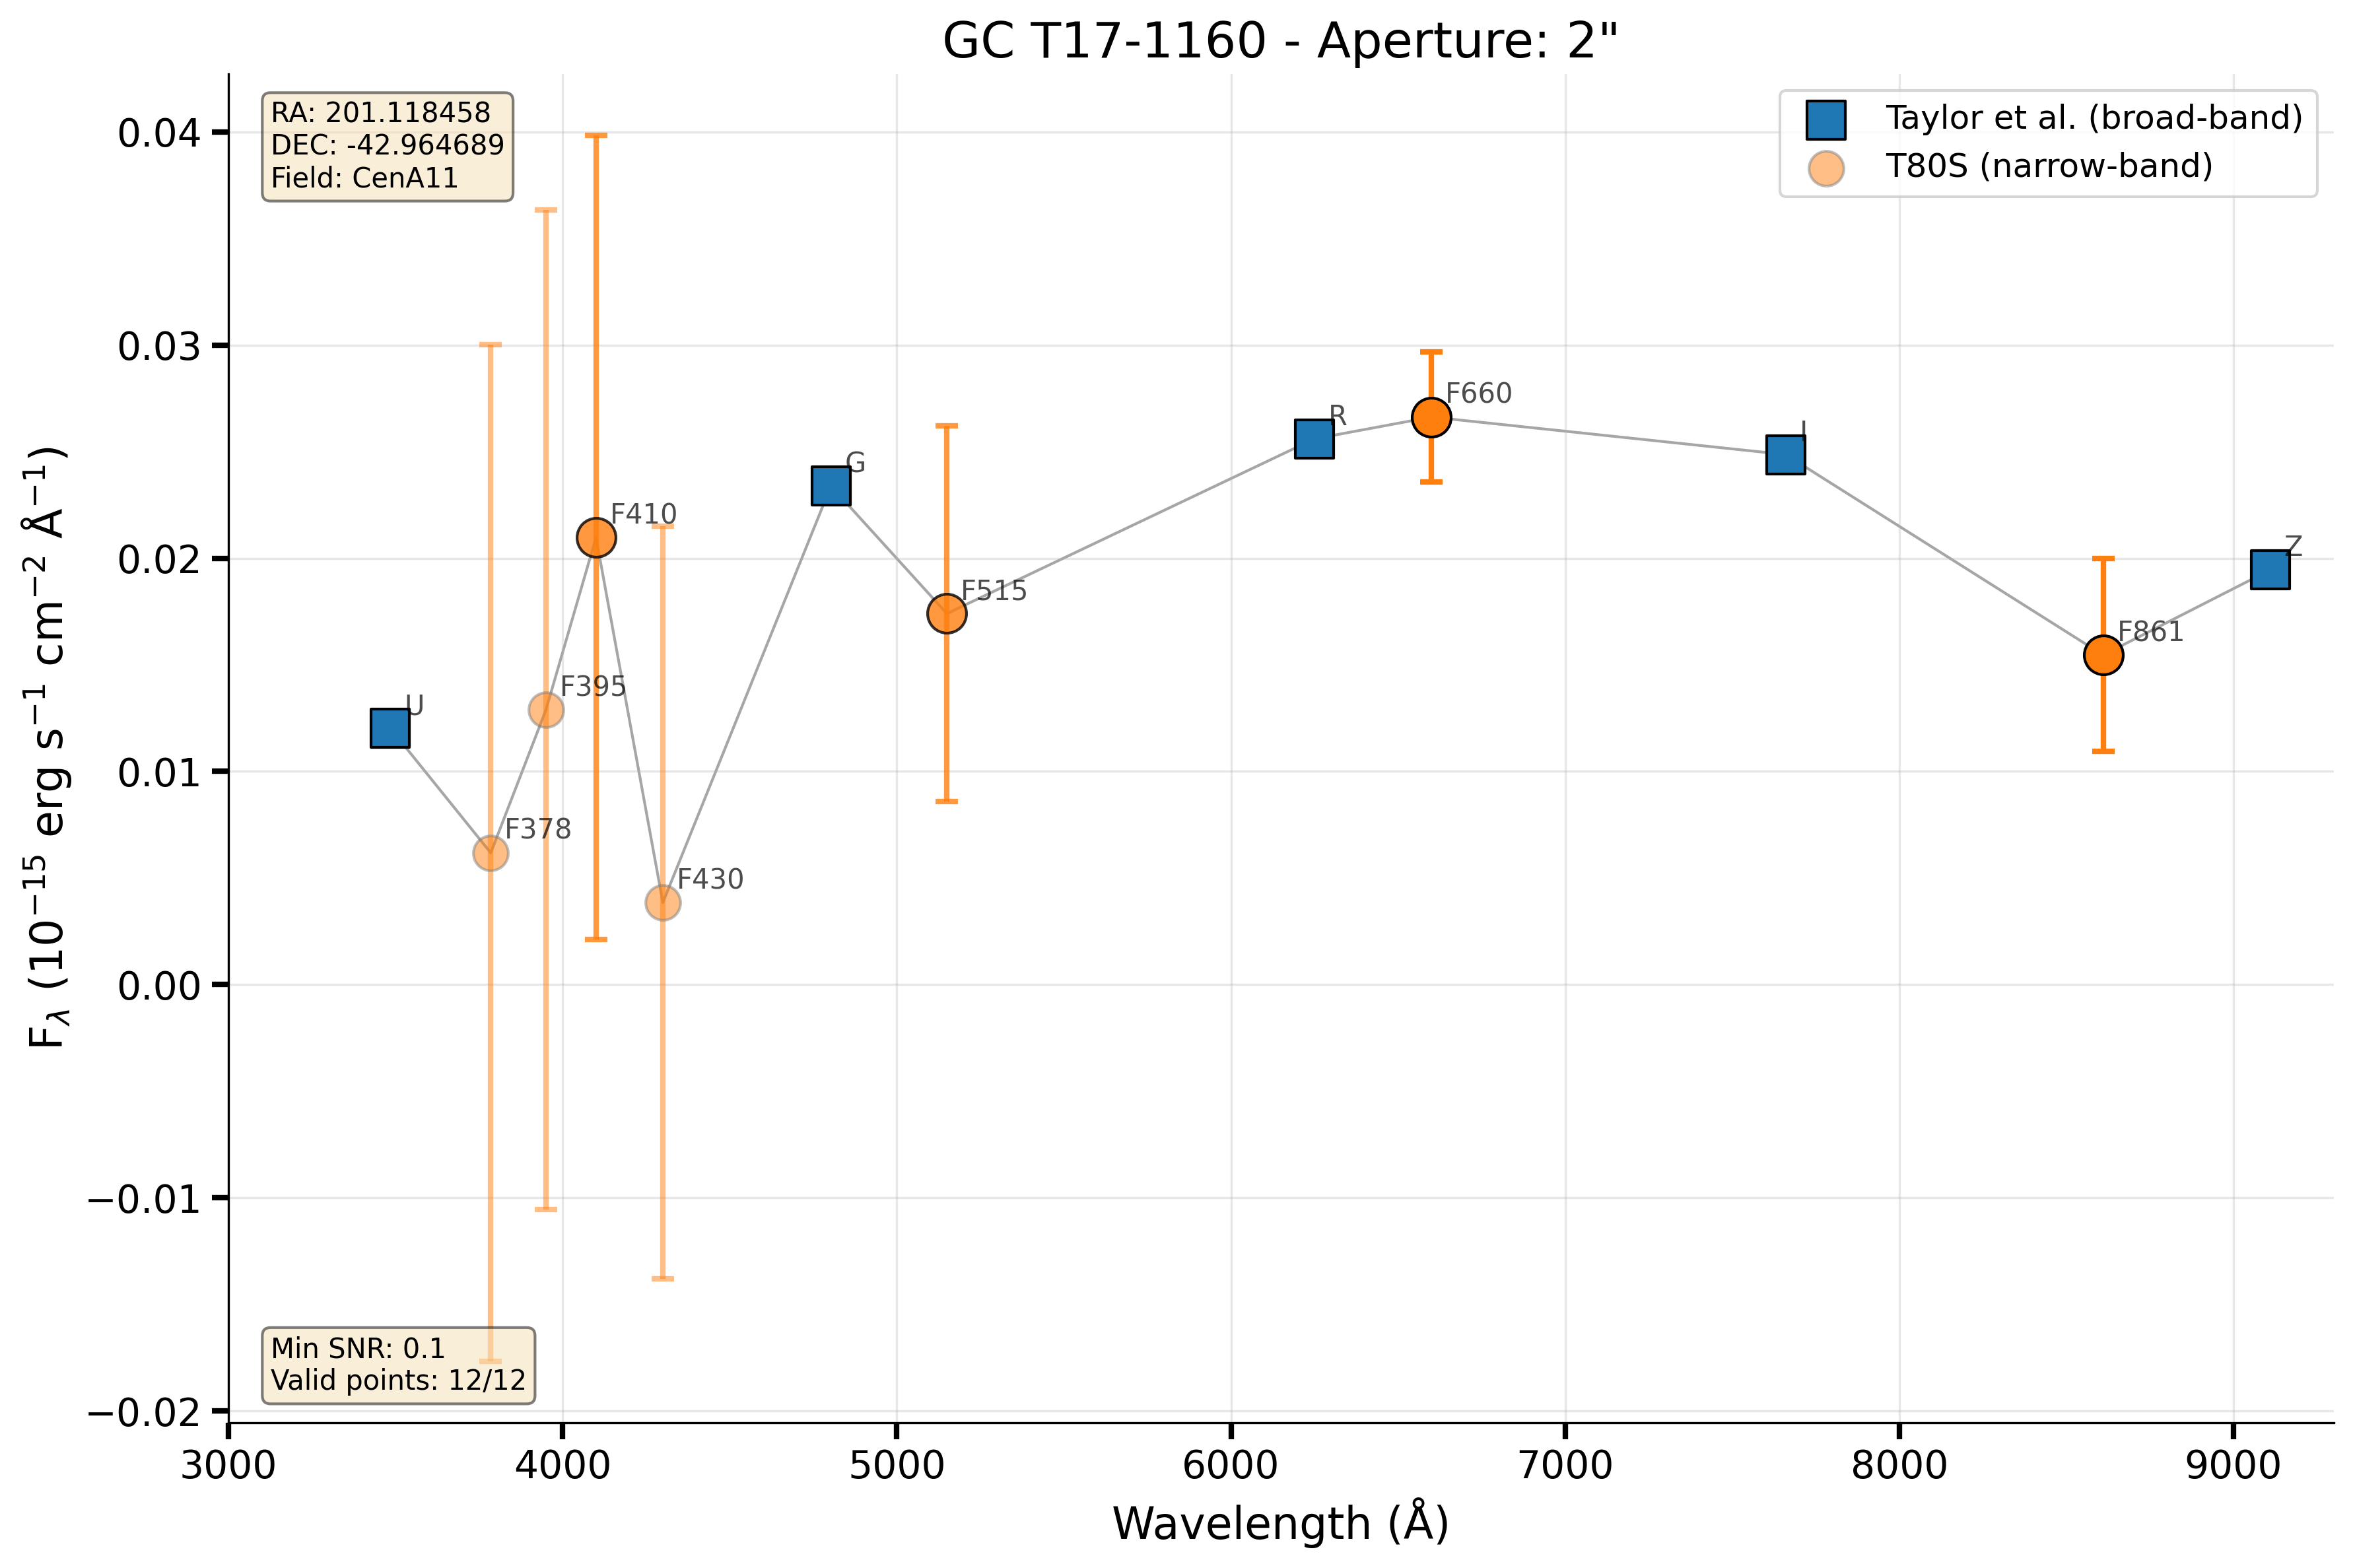 GC T17-1160 - Aperture: 2"
RA: 201.118458
DEC: -42.964689
Field: CenA11
Taylor et al. (broad-band)
T80S (narrow-band)
0.04
0.03
0.02
0.01
0.00
−0.01
−0.02
F_λ (10⁻¹⁵ erg s⁻¹ cm⁻² Å⁻¹)
U
F378
F395
F410
F430
G
F515
R
F660
I
F861
Z
Min SNR: 0.1
Valid points: 12/12
3000 4000 5000 6000 7000 8000 9000
Wavelength (Å)